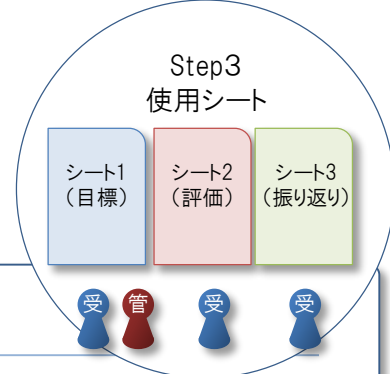 Step3
使用シート
シート1
（目標）
シート2
（評価）
シート3
（振り返り）
受
管
受
受